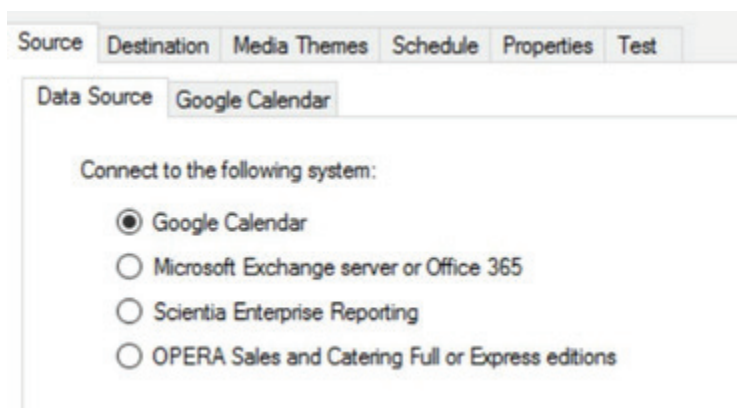 Source Destination Media Themes Schedule Properties Test
Data Source Google Calendar
Connect to the following system:
Google Calendar
Microsoft Exchange server or Office 365
Scientia Enterprise Reporting
OPERA Sales and Catering Full or Express editions